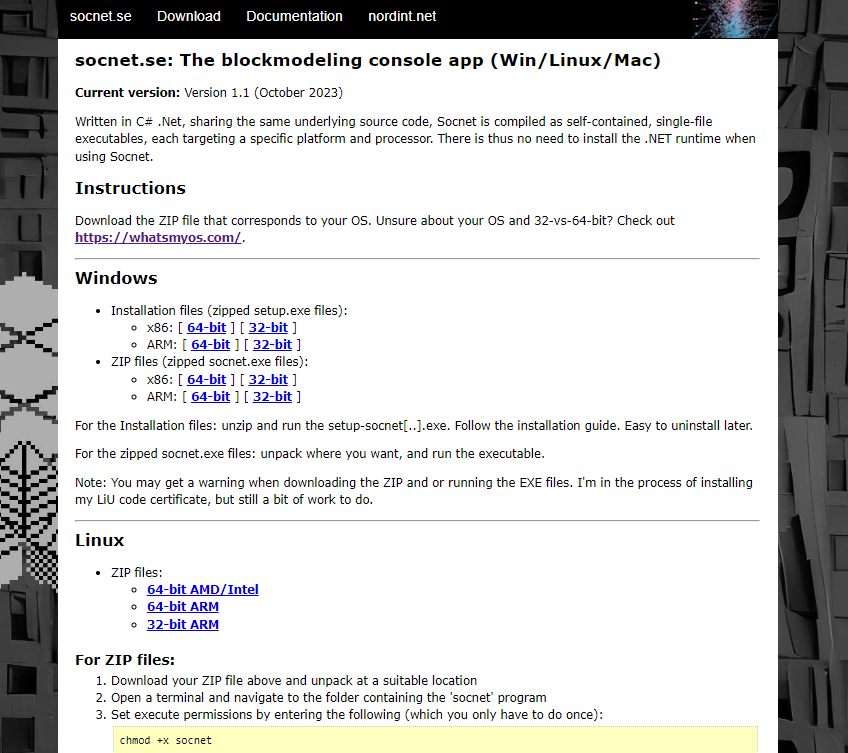 socnet.se Download Documentation nordint.net
socnet.se: The blockmodeling console app (Win/Linux/Mac)
Current version: Version 1.1 (October 2023)
Written in C# .Net, sharing the same underlying source code, Socnet is compiled as self-contained, single-file
executables, each targeting a specific platform and processor. There is thus no need to install the .NET runtime when
using Socnet.
Instructions
Download the ZIP file that corresponds to your OS. Unsure about your OS and 32-vs-64-bit? Check out
https://whatsmyos.com/.
Windows
• Installation files (zipped setup.exe files):
◦ x86: [ 64-bit ] [ 32-bit ]
◦ ARM: [ 64-bit ] [ 32-bit ]
• ZIP files (zipped socnet.exe files):
◦ x86: [ 64-bit ] [ 32-bit ]
◦ ARM: [ 64-bit ] [ 32-bit ]
For the Installation files: unzip and run the setup-socnet[..].exe. Follow the installation guide. Easy to uninstall later.
For the zipped socnet.exe files: unpack where you want, and run the executable.
Note: You may get a warning when downloading the ZIP and or running the EXE files. I'm in the process of installing
my LiU code certificate, but still a bit of work to do.
Linux
• ZIP files:
◦ 64-bit AMD/Intel
◦ 64-bit ARM
◦ 32-bit ARM
For ZIP files:
1. Download your ZIP file above and unpack at a suitable location
2. Open a terminal and navigate to the folder containing the 'socnet' program
3. Set execute permissions by entering the following (which you only have to do once):
chmod +x socnet